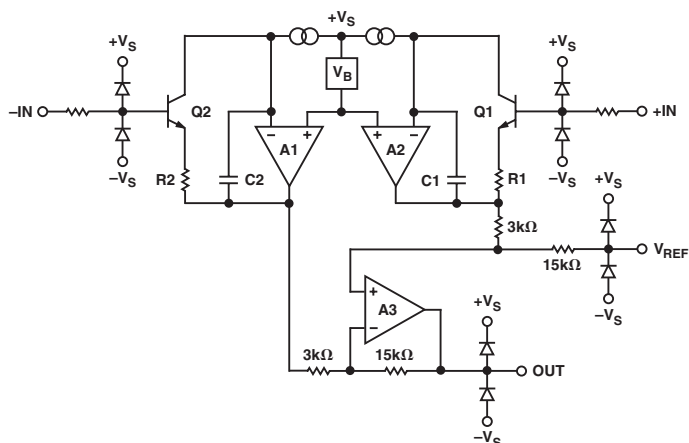 +VS
+VS
+VS
VB
−IN
Q2
Q1
+IN
−VS
A1
A2
−VS
R2
C2
C1
R1
+VS
3kΩ
15kΩ
VREF
A3
−VS
+VS
3kΩ
15kΩ
OUT
−VS